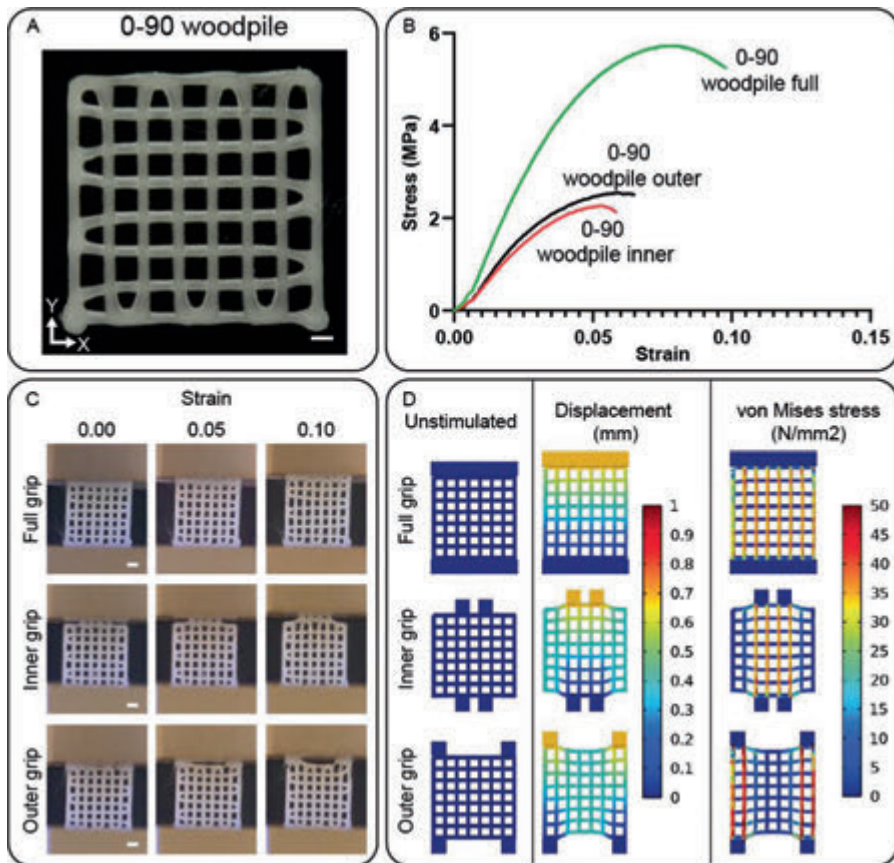 A
0-90 woodpile
Y
X
B
6
4
2
0
Stress (MPa)
0.00
0.05
0.10
0.15
Strain
0-90
woodpile full
0-90
woodpile outer
0-90
woodpile inner
C
Strain
0.00
0.05
0.10
Full grip
Inner grip
Outer grip
D
Unstimulated
Displacement
(mm)
von Mises stress
(N/mm2)
Full grip
Inner grip
Outer grip
1
0.9
0.8
0.7
0.6
0.5
0.4
0.3
0.2
0.1
0
50
45
40
35
30
25
20
15
10
5
0